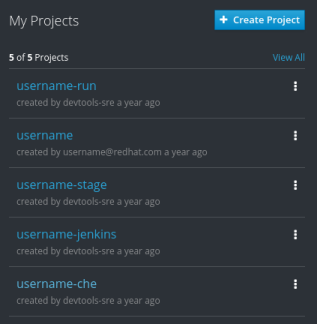 My Projects
Create Project
5 of 5 Projects
View All
username-run
created by devtools-sre a year ago
username
created by username@redhat.com a year ago
username-stage
created by devtools-sre a year ago
username-jenkins
created by devtools-sre a year ago
username-che
created by devtools-sre a year ago